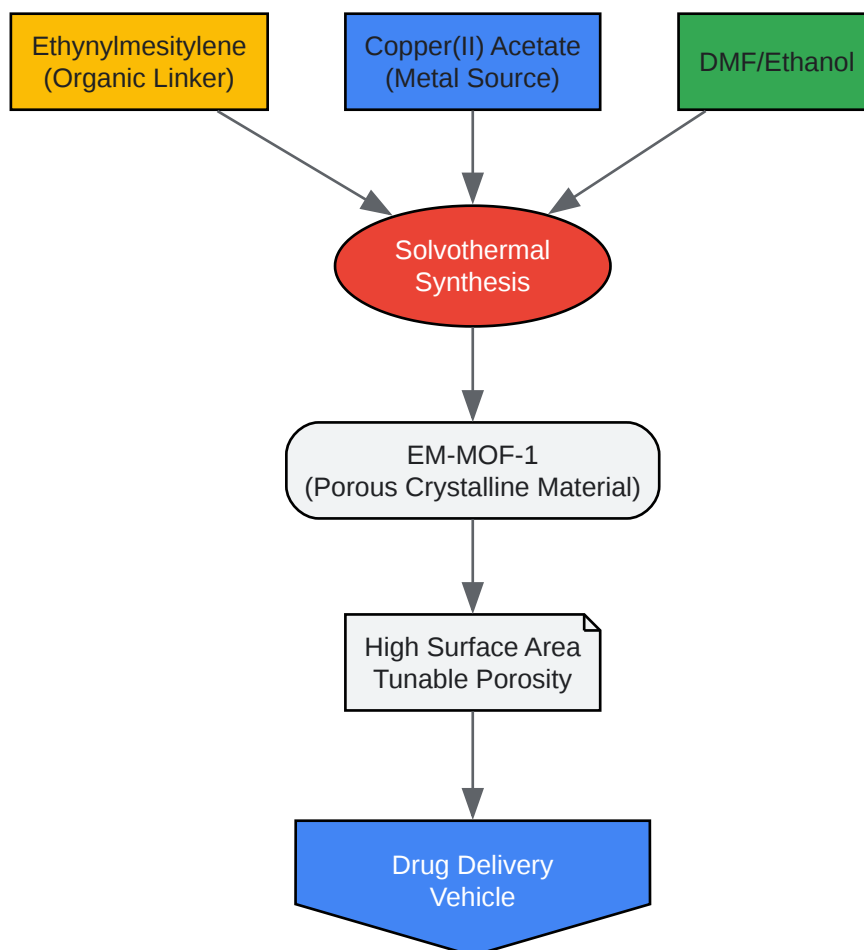 Ethynylmesitylene
(Organic Linker)
Copper(II) Acetate
(Metal Source)
DMF/Ethanol
Solvothermal
Synthesis
EM-MOF-1
(Porous Crystalline Material)
High Surface Area
Tunable Porosity
Drug Delivery
Vehicle